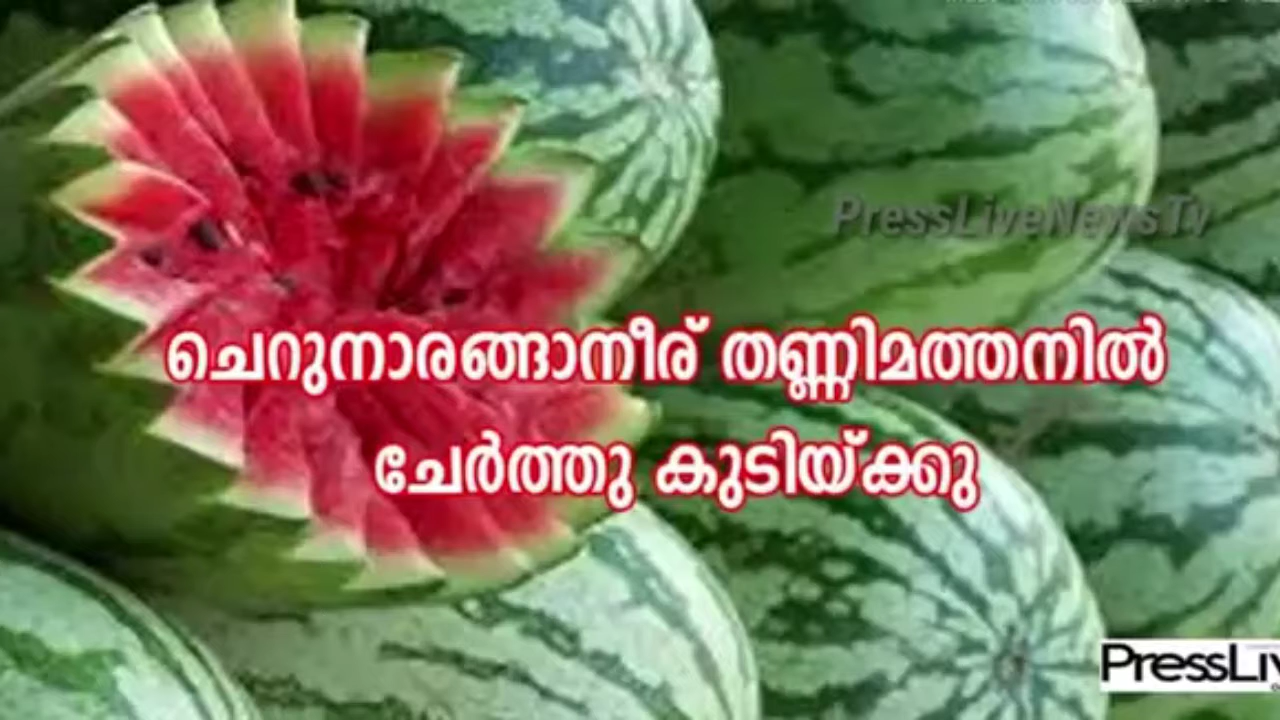 PressLiveNewsTv
ചെറുനാരങ്ങാനീര് തണ്ണിമത്തനിൽ
ചേർത്തു കുടിയ്ക്കു
PressLiv